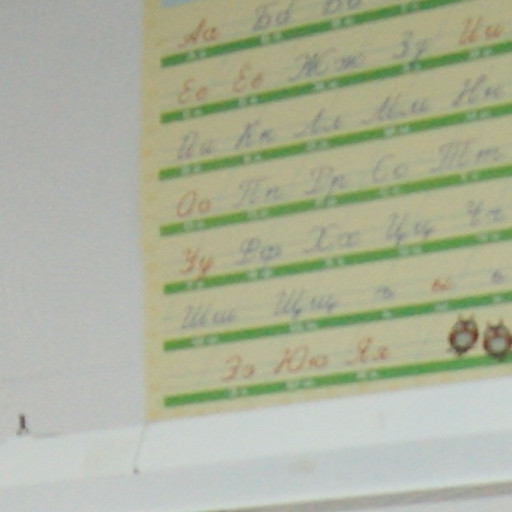 Аа Бб Вв
Ее Ёё Жж Зз Ии
Йй Кк Лл Мм Нн
Оо Пп Рр Сс Тт
Уу Фф Хх Цц Чч
Шш Щщ ъ ы ь
Ээ Юю Яя